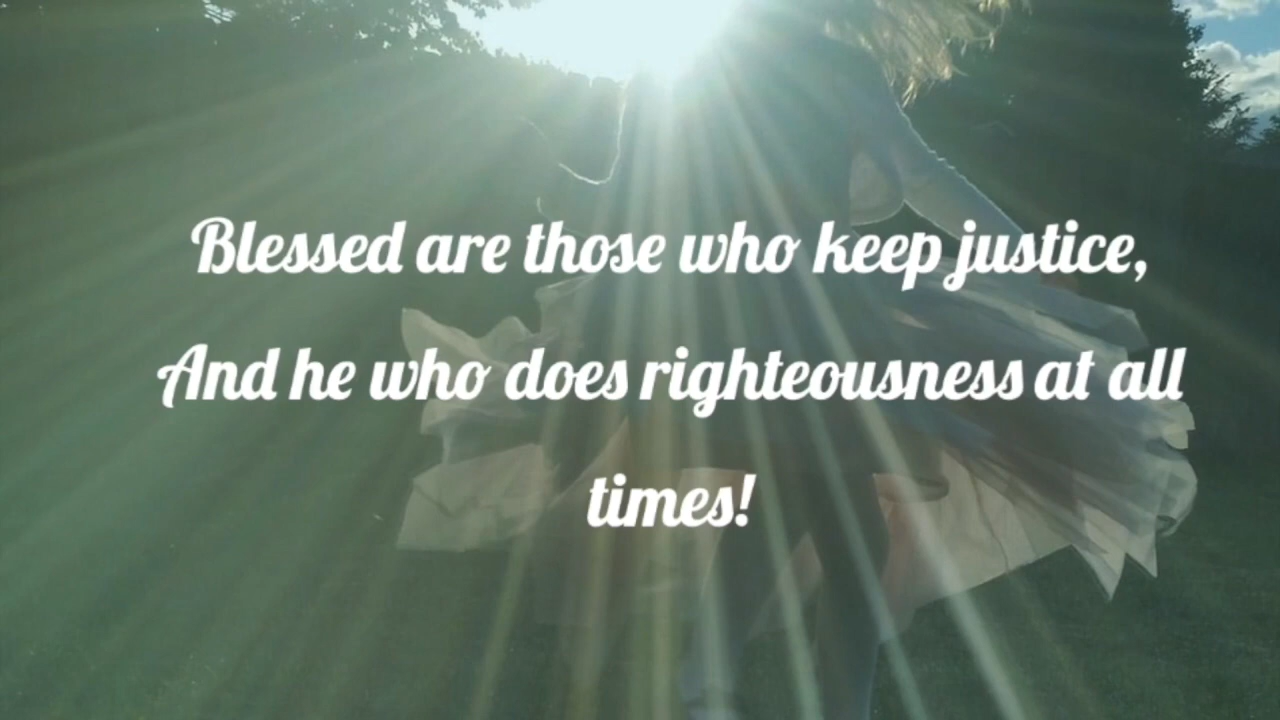 Blessed are those who keep justice,
And he who does righteousness at all
times!